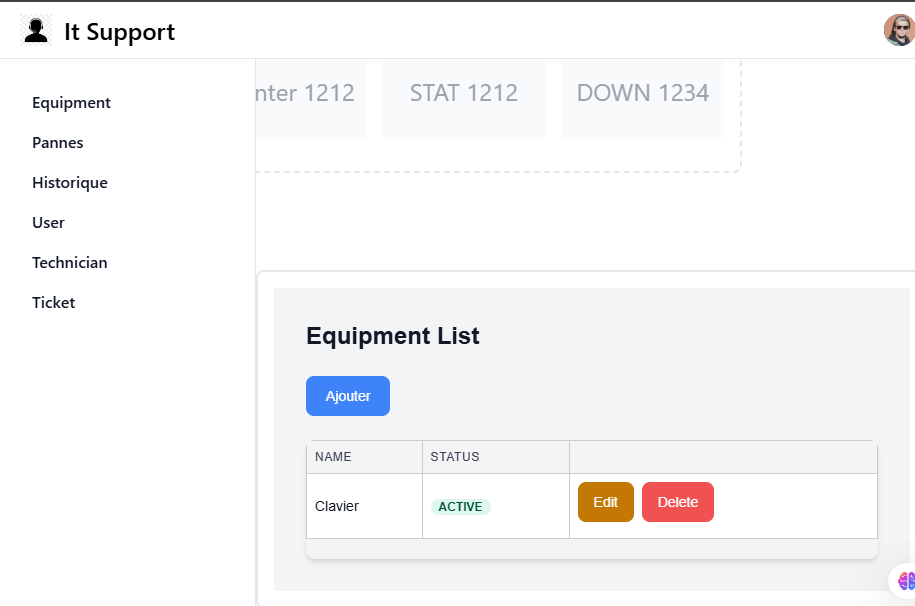 It Support
Equipment
Pannes
Historique
User
Technician
Ticket
nter 1212
STAT 1212
DOWN 1234
Equipment List
Ajouter
NAME STATUS
Clavier ACTIVE Edit Delete